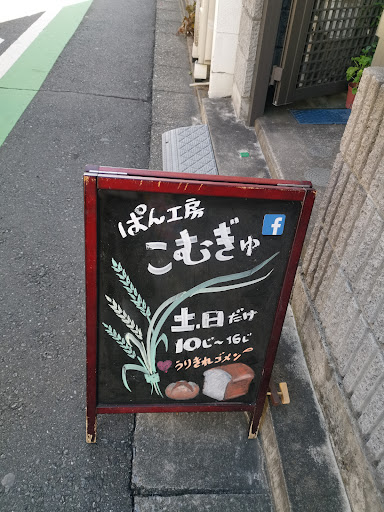 ぱん工房
こむぎゅ
f
土.日だけ
10じ～16じ
うりきれゴメン